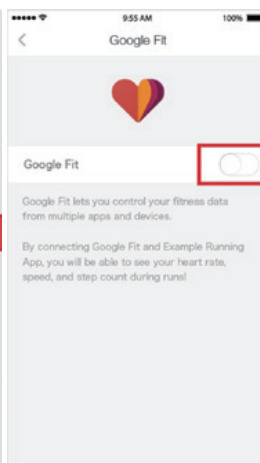 9:55 AM 100%
Google Fit
Google Fit
Google Fit lets you control your fitness data
from multiple apps and devices.
By connecting Google Fit and Example Running
App, you will be able to see your heart rate,
speed, and step count during runs!